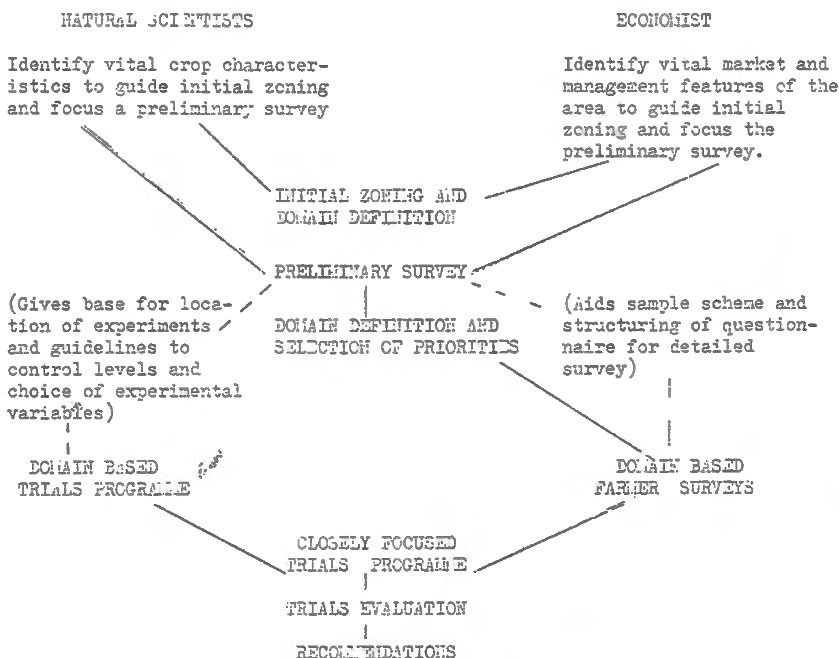 NATURAL SCIENTISTS
ECONOMIST
Identify vital crop character-
istics to guide initial zoning
and focus a preliminary survey
Identify vital market and
management features of the
area to guide initial
zoning and focus the
preliminary survey.
INITIAL ZONING AND
DOMAIN DEFINITION
PRELIMINARY SURVEY
(Gives base for loca-
tion of experiments
and guidelines to
control levels and
choice of experimental
variables)
DOMAIN DEFINITION AND
SELECTION OF PRIORITIES
(Aids sample scheme and
structuring of question-
naire for detailed
survey)
DOMAIN BASED
TRIALS PROGRAMME
DOMAIN BASED
FARMER SURVEYS
CLOSELY FOCUSED
TRIALS PROGRAMME
TRIALS EVALUATION
RECOMMENDATIONS